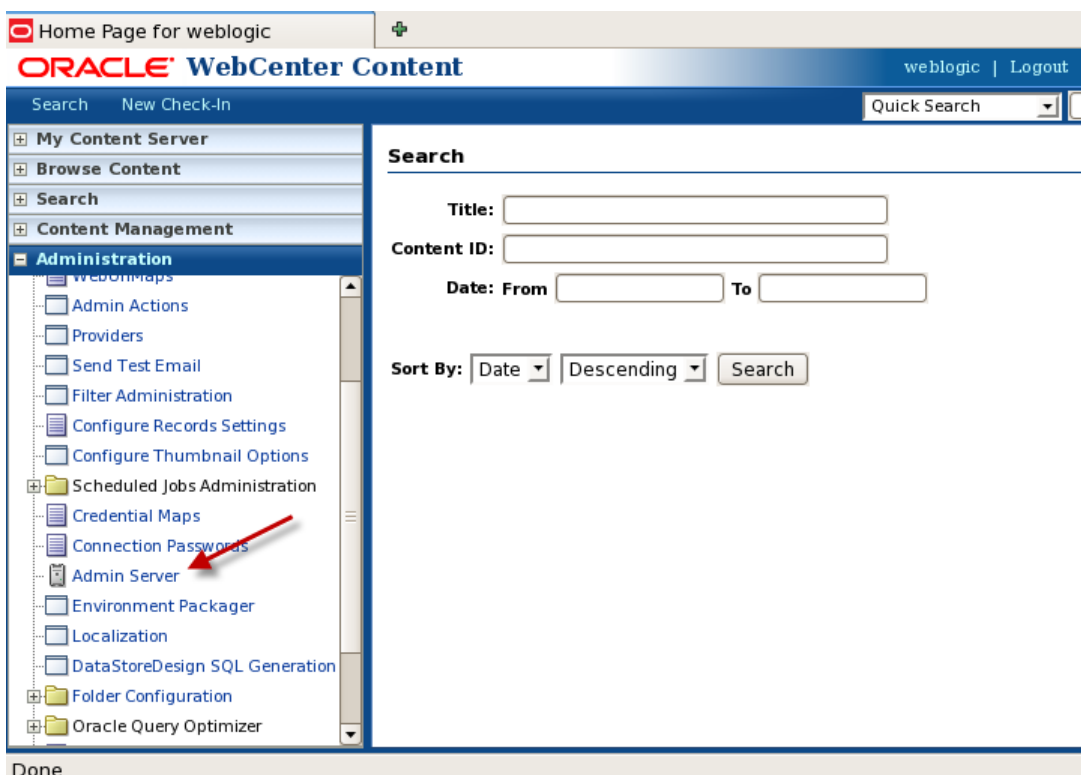 Home Page for weblogic
ORACLE® WebCenter Content
weblogic | Logout
Search New Check-In
Quick Search
My Content Server
Browse Content
Search
Content Management
Administration
WebUrlMaps
Admin Actions
Providers
Send Test Email
Filter Administration
Configure Records Settings
Configure Thumbnail Options
Scheduled Jobs Administration
Credential Maps
Connection Passwords
Admin Server
Environment Packager
Localization
DataStoreDesign SQL Generation
Folder Configuration
Oracle Query Optimizer
Search
Title:
Content ID:
Date: From To
Sort By: Date Descending Search
Done